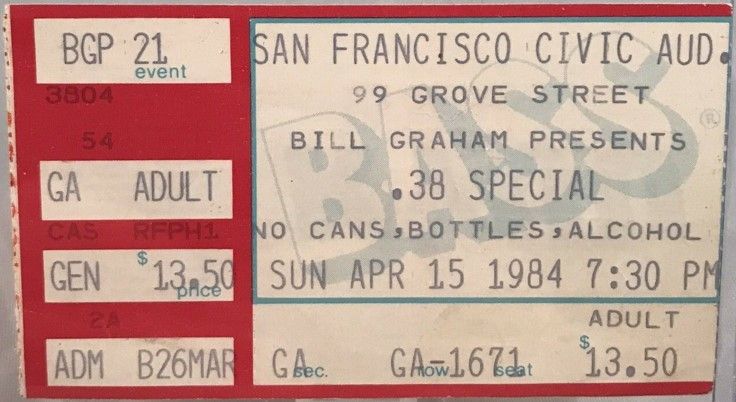 BGP 21
event
3804
54
GA ADULT
CAS RFPH1
$
GEN 13.50
price
2A
ADM B26MAR
BASS®
SAN FRANCISCO CIVIC AUD.
99 GROVE STREET
BILL GRAHAM PRESENTS
.38 SPECIAL
NO CANS,BOTTLES,ALCOHOL
SUN APR 15 1984 7:30 PM
ADULT
GA sec. GA-1671 row seat $13.50